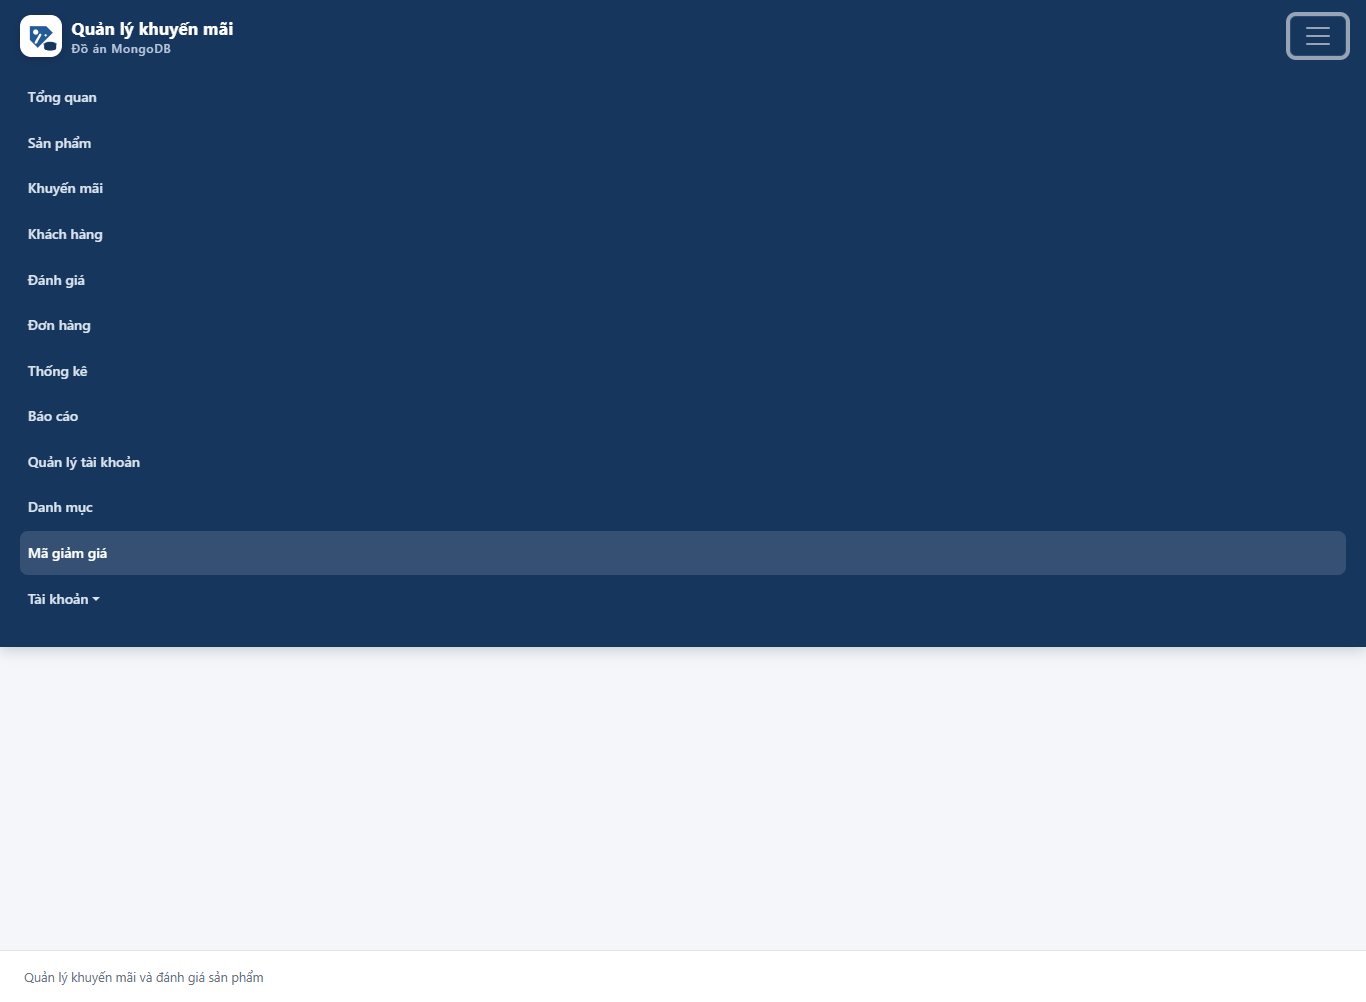 Quản lý khuyến mãi
Đồ án MongoDB
Tổng quan
Sản phẩm
Khuyến mãi
Khách hàng
Đánh giá
Đơn hàng
Thống kê
Báo cáo
Quản lý tài khoản
Danh mục
Mã giảm giá
Tài khoản
Quản lý khuyến mãi và đánh giá sản phẩm